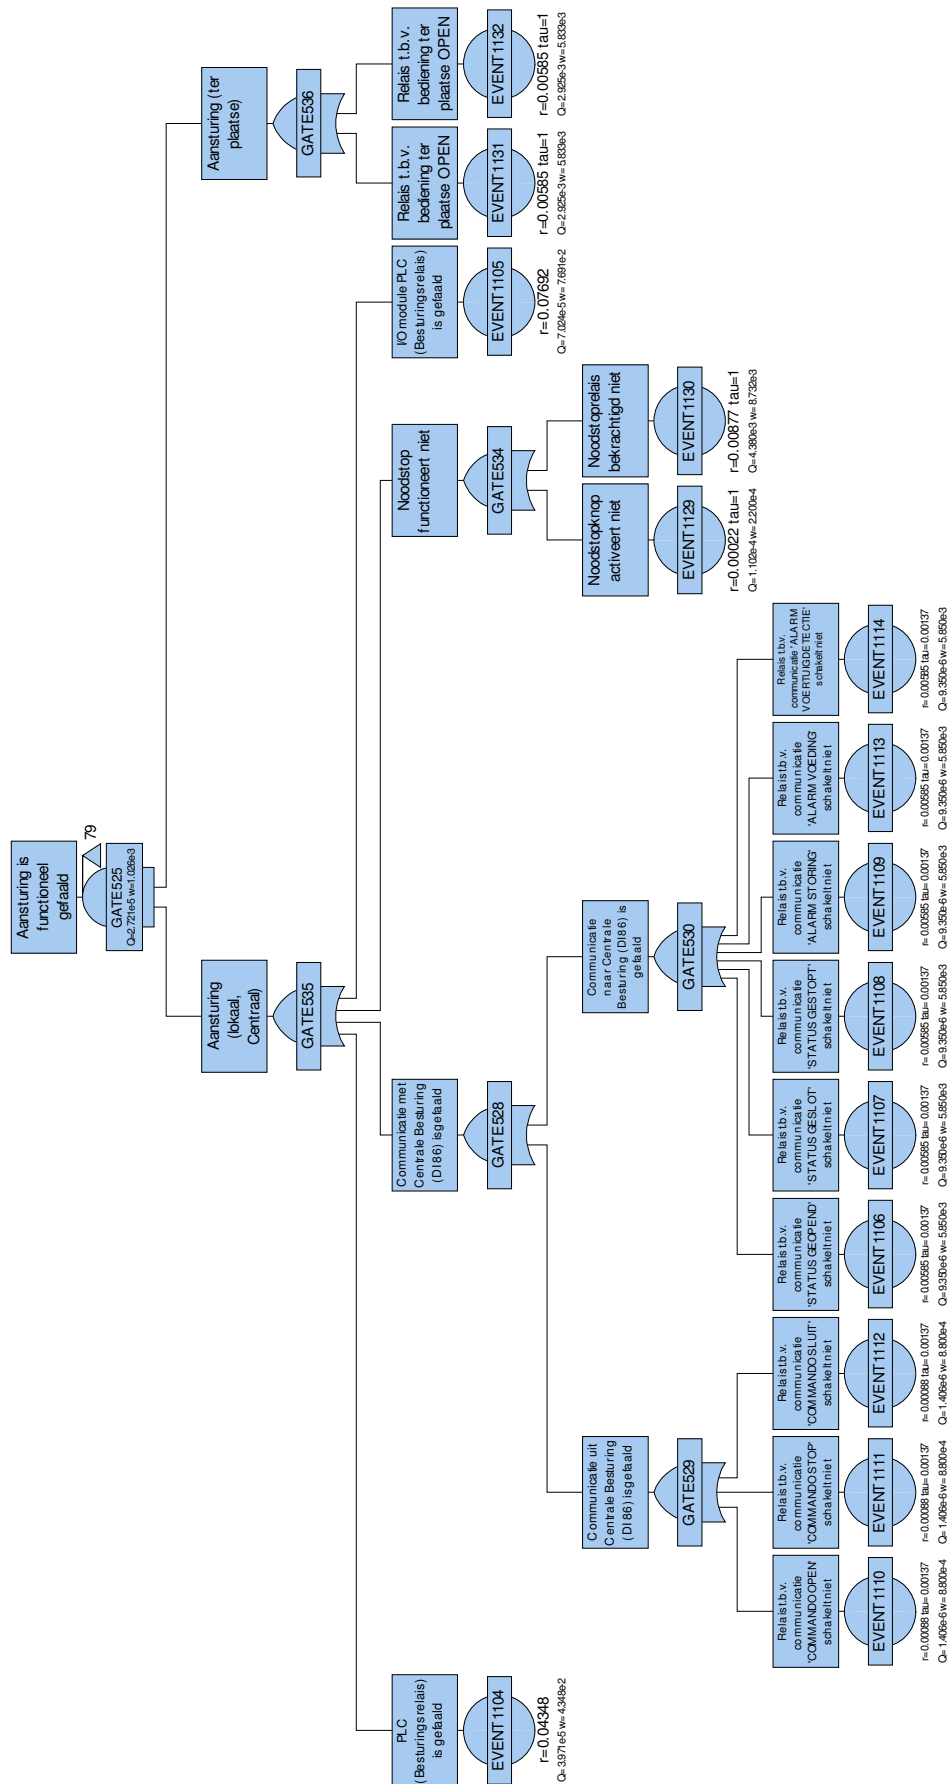 Aansturing is
functioneel
gefaald
79
GATE525
Q=2.721e-5 w=1.026e-3
Aansturing
(lokaal,
Centraal)
GATE535
Aansturing (ter
plaatse)
GATE536
PLC
(Besturingsrelais)
is gefaald
EVENT1104
r=0.04348
Q=3.971e-5 w=4.348e-2
Communicatie met
Centrale Besturing
(DI86) is gefaald
GATE528
Noodstop
functioneert niet
GATE534
I/O module PLC
(Besturingsrelais)
is gefaald
EVENT1105
r=0.07692
Q=7.024e-5 w=7.691e-2
Relais t.b.v.
bediening ter
plaatse OPEN
EVENT1131
r=0.00585 tau=1
Q=2.925e-3 w=5.833e-3
Relais t.b.v.
bediening ter
plaatse OPEN
EVENT1132
r=0.00585 tau=1
Q=2.925e-3 w=5.833e-3
Communicatie uit
Centrale Besturing
(DI86) is gefaald
GATE529
Communicatie
naar Centrale
Besturing (DI86) is
gefaald
GATE530
Noodstopknop
activeert niet
EVENT1129
r=0.00022 tau=1
Q=1.102e-4 w=2.200e-4
Noodstoprelais
bekrachtigd niet
EVENT1130
r=0.00877 tau=1
Q=4.380e-3 w=8.732e-3
Relais t.b.v.
communicatie
'COMMANDO OPEN'
schakelt niet
EVENT1110
r=0.00088 tau=0.00137
Q=1.406e-6 w=8.800e-4
Relais t.b.v.
communicatie
'COMMANDO STOP'
schakelt niet
EVENT1111
r=0.00088 tau=0.00137
Q=1.406e-6 w=8.800e-4
Relais t.b.v.
communicatie
'COMMANDO SLUIT'
schakelt niet
EVENT1112
r=0.00088 tau=0.00137
Q=1.406e-6 w=8.800e-4
Relais t.b.v.
communicatie
'STATUS GEOPEND'
schakelt niet
EVENT1106
r=0.00585 tau=0.00137
Q=9.350e-6 w=5.850e-3
Relais t.b.v.
communicatie
'STATUS GESLOT'
schakelt niet
EVENT1107
r=0.00585 tau=0.00137
Q=9.350e-6 w=5.850e-3
Relais t.b.v.
communicatie
'STATUS GESTOPT'
schakelt niet
EVENT1108
r=0.00585 tau=0.00137
Q=9.350e-6 w=5.850e-3
Relais t.b.v.
communicatie
'ALARM STORING'
schakelt niet
EVENT1109
r=0.00585 tau=0.00137
Q=9.350e-6 w=5.850e-3
Relais t.b.v.
communicatie
'ALARM VOEDING'
schakelt niet
EVENT1113
r=0.00585 tau=0.00137
Q=9.350e-6 w=5.850e-3
Relais t.b.v.
communicatie 'ALARM
VOERTUIGDETECTIE'
schakelt niet
EVENT1114
r=0.00585 tau=0.00137
Q=9.350e-6 w=5.850e-3